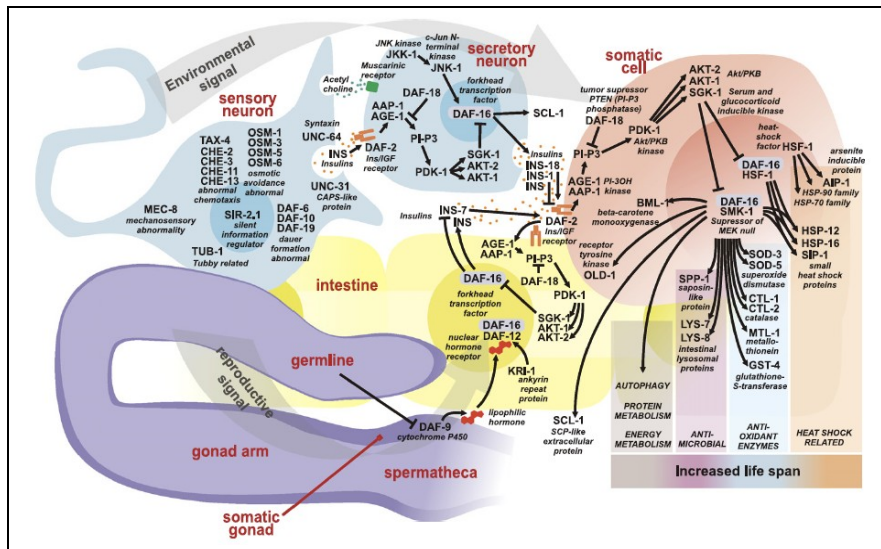 Environmental
signal
sensory
neuron
TAX-4
CHE-2
CHE-3
CHE-11
CHE-13
abnormal
chemotaxis
OSM-1
OSM-3
OSM-5
OSM-6
osmotic
avoidance
abnormal
MEC-8
mechanosensory
abnormality
SIR-2.1
silent
information
regulator
DAF-6
DAF-10
DAF-19
dauer
formation
abnormal
TUB-1
Tubby related
Syntaxin
UNC-64
INS
Insulins
UNC-31
CAPS-like
protein
secretory
neuron
JNK kinase
JKK-1
c-Jun N-
terminal
kinase
JNK-1
Muscarinic
receptor
Acetyl
choline
forkhead
transcription
factor
DAF-16
SCL-1
DAF-18
AAP-1
AGE-1
PI-P3
DAF-2
Ins/IGF
receptor
PDK-1
SGK-1
AKT-2
AKT-1
Insulins
INS-18
INS-1
INS
somatic
cell
tumor supressor
PTEN (PI-P3
phosphatase)
DAF-18
PI-P3
PDK-1
Akt/PKB
kinase
AKT-2
AKT-1
SGK-1
Akt/PKB
Serum and
glucocorticoid
inducible kinase
AGE-1
AAP-1
PI-3OH kinase
heat-
shock
factor
HSF-1
arsenite
inducible
protein
AIP-1
HSP-90 family
HSP-70 family
DAF-16
HSF-1
DAF-16
SMK-1
Supressor of
MEK null
BML-1
beta-carotene
monooxygenase
HSP-12
HSP-16
SIP-1
small
heat shock
proteins
Insulins
INS-7
INS
DAF-2
Ins/IGF
receptor
receptor
tyrosine
kinase
OLD-1
AGE-1
AAP-1
PI-P3
DAF-18
PDK-1
SGK-1
AKT-1
AKT-2
intestine
DAF-16
forkhead
transcription
factor
DAF-16
DAF-12
nuclear
hormone
receptor
KRI-1
ankyrin
repeat
protein
SOD-3
SOD-5
superoxide
dismutase
CTL-1
CTL-2
catalase
MTL-1
metallo-
thionein
GST-4
glutathione-
S-transferase
SPP-1
saposin-
like
protein
LYS-7
LYS-8
intestinal
lysosomal
proteins
germline
reproductive
signal
DAF-9
cytochrome P450
lipophilic
hormone
gonad arm
spermatheca
somatic
gonad
SCL-1
SCP-like
extracellular
protein
AUTOPHAGY
PROTEIN
METABOLISM
ENERGY
METABOLISM
ANTI-
MICROBIAL
ANTI-
OXIDANT
ENZYMES
HEAT SHOCK
RELATED
Increased life span